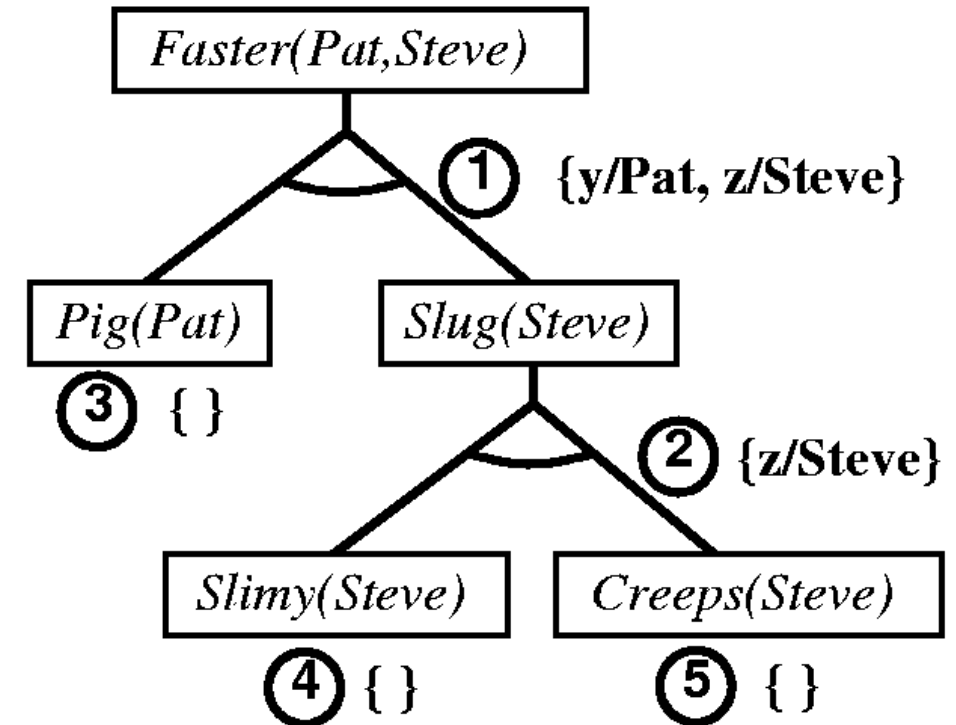 Faster(Pat,Steve)
1 {y/Pat, z/Steve}
Pig(Pat) Slug(Steve)
3 { }
2 {z/Steve}
Slimy(Steve) Creeps(Steve)
4 { } 5 { }